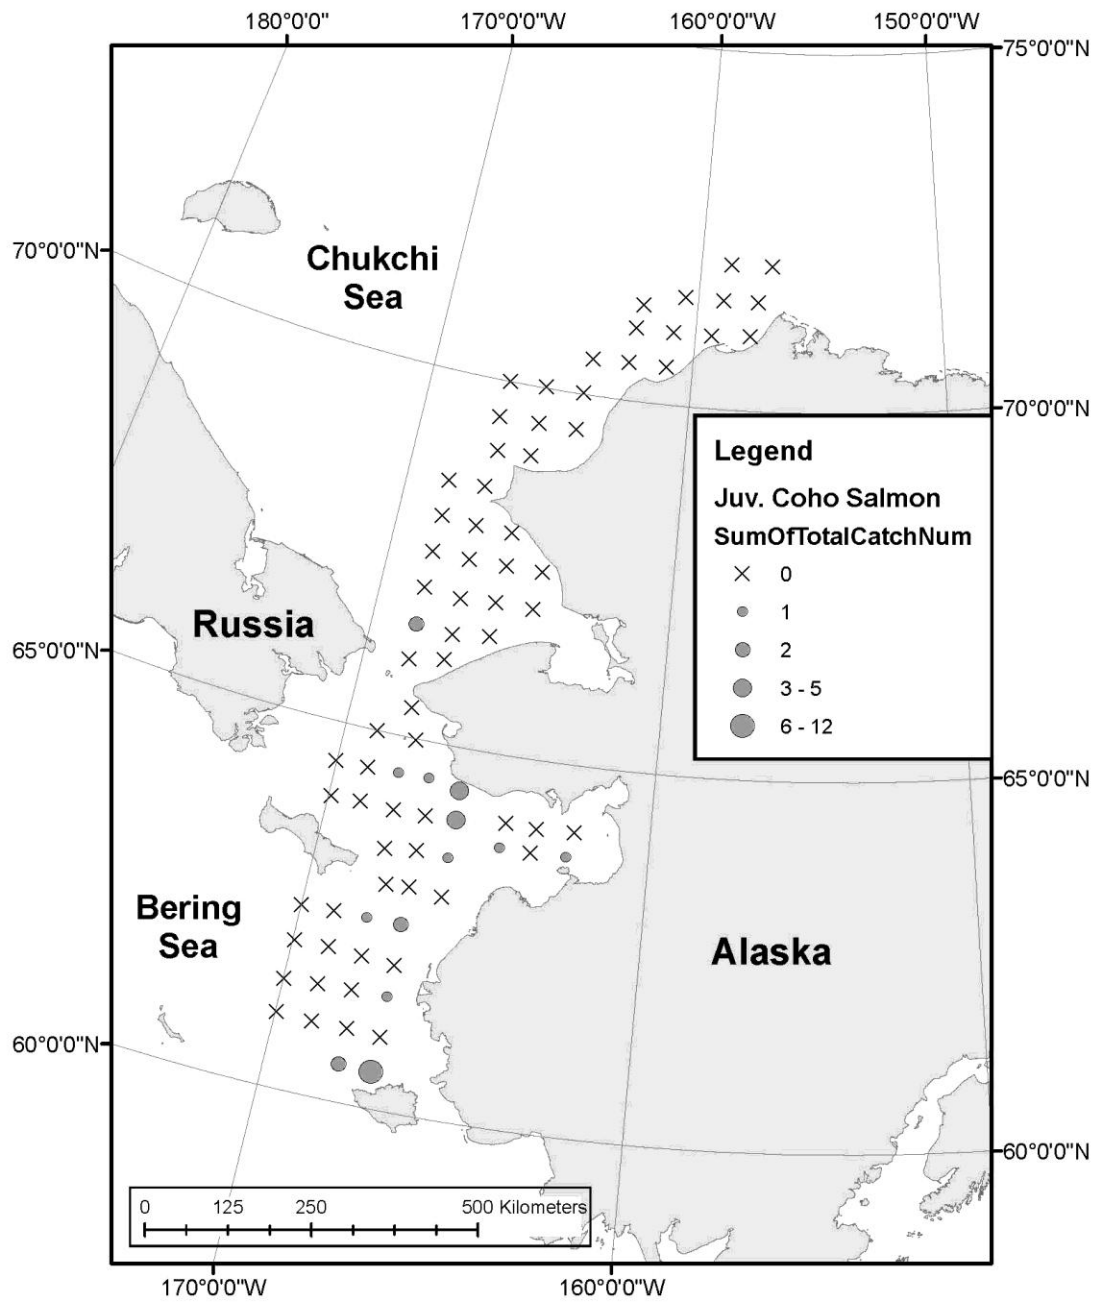 180°0'0"
170°0'0"W
160°0'0"W
150°0'0"W
75°0'0"N
70°0'0"N
Chukchi
Sea
70°0'0"N
Legend
Juv. Coho Salmon
SumOfTotalCatchNum
0
1
2
3 - 5
6 - 12
Russia
65°0'0"N
65°0'0"N
Bering
Sea
Alaska
60°0'0"N
60°0'0"N
0 125 250 500 Kilometers
170°0'0"W
160°0'0"W